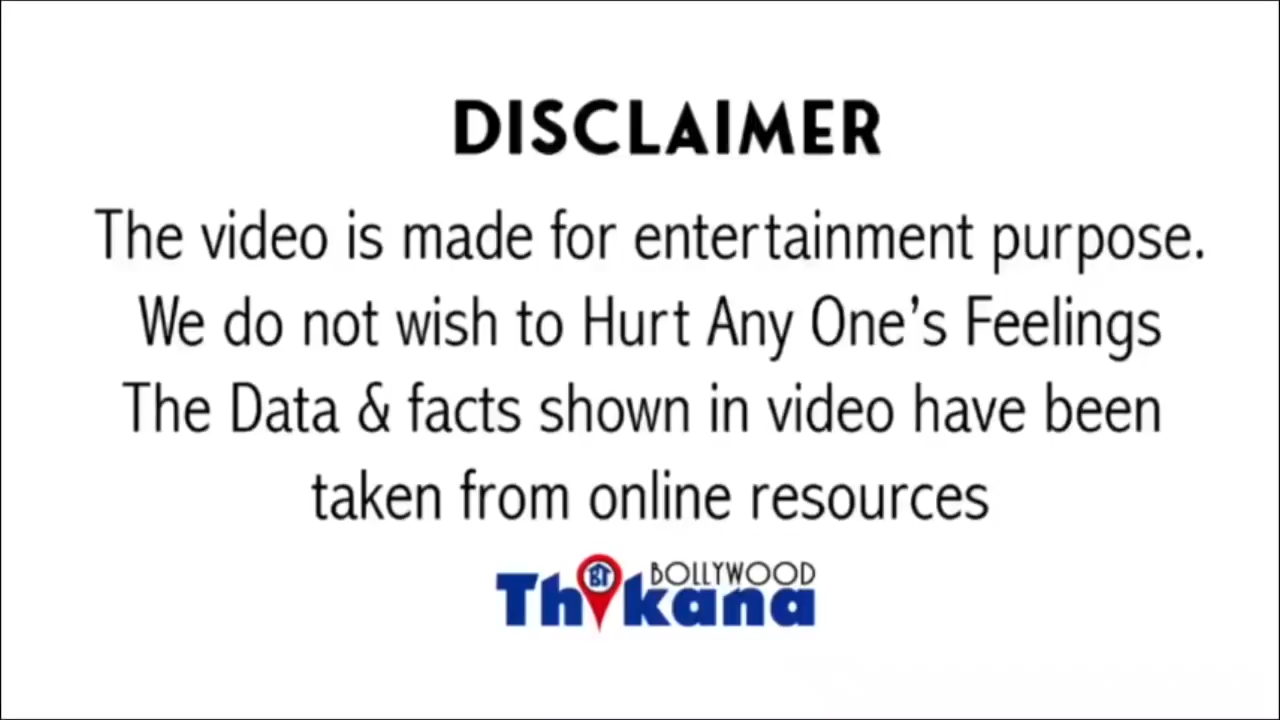 DISCLAIMER
The video is made for entertainment purpose.
We do not wish to Hurt Any One's Feelings
The Data & facts shown in video have been
taken from online resources
BT BOLLYWOOD
Thikana